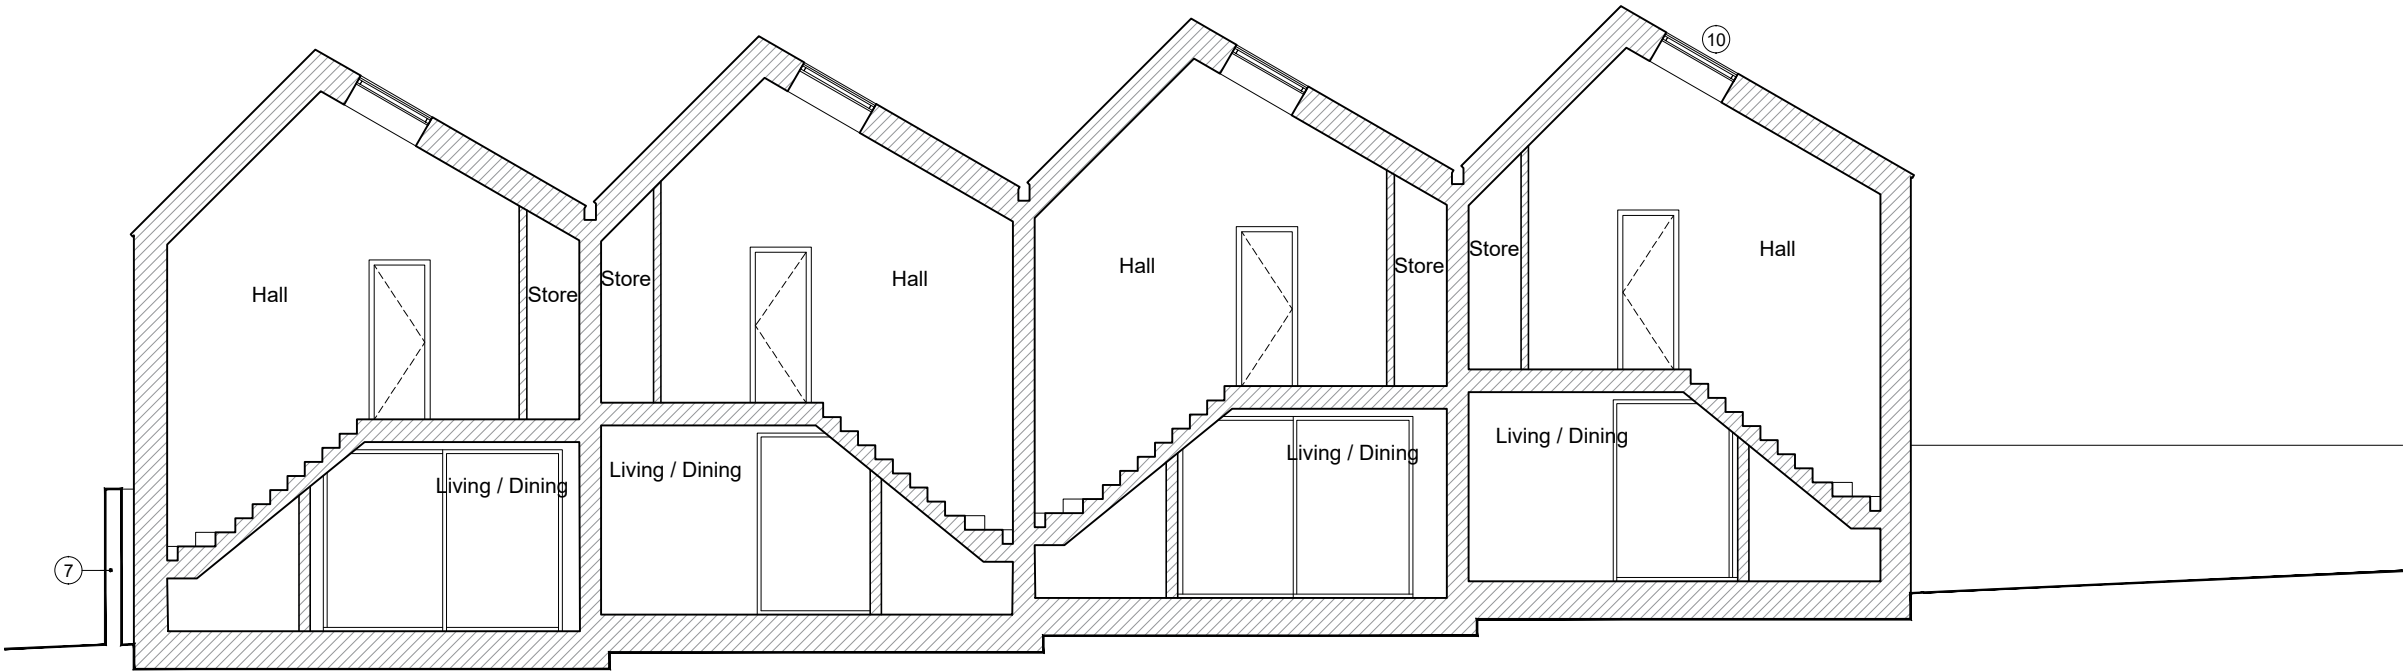 10
Hall
Store
Store
Hall
Hall
Store
Store
Hall
Living / Dining
Living / Dining
Living / Dining
Living / Dining
7